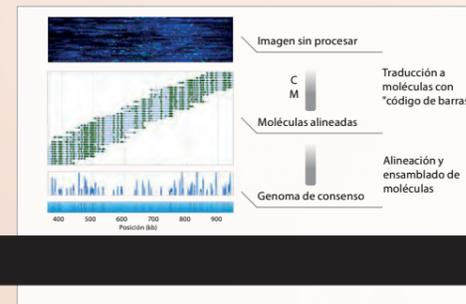 Imagen sin procesar
C
M
Traducción a
moléculas con
"código de barras
Moléculas alineadas
Alineación y
ensamblado de
moléculas
Genoma de consenso
400 500 600 700 800 900
Posición (kb)